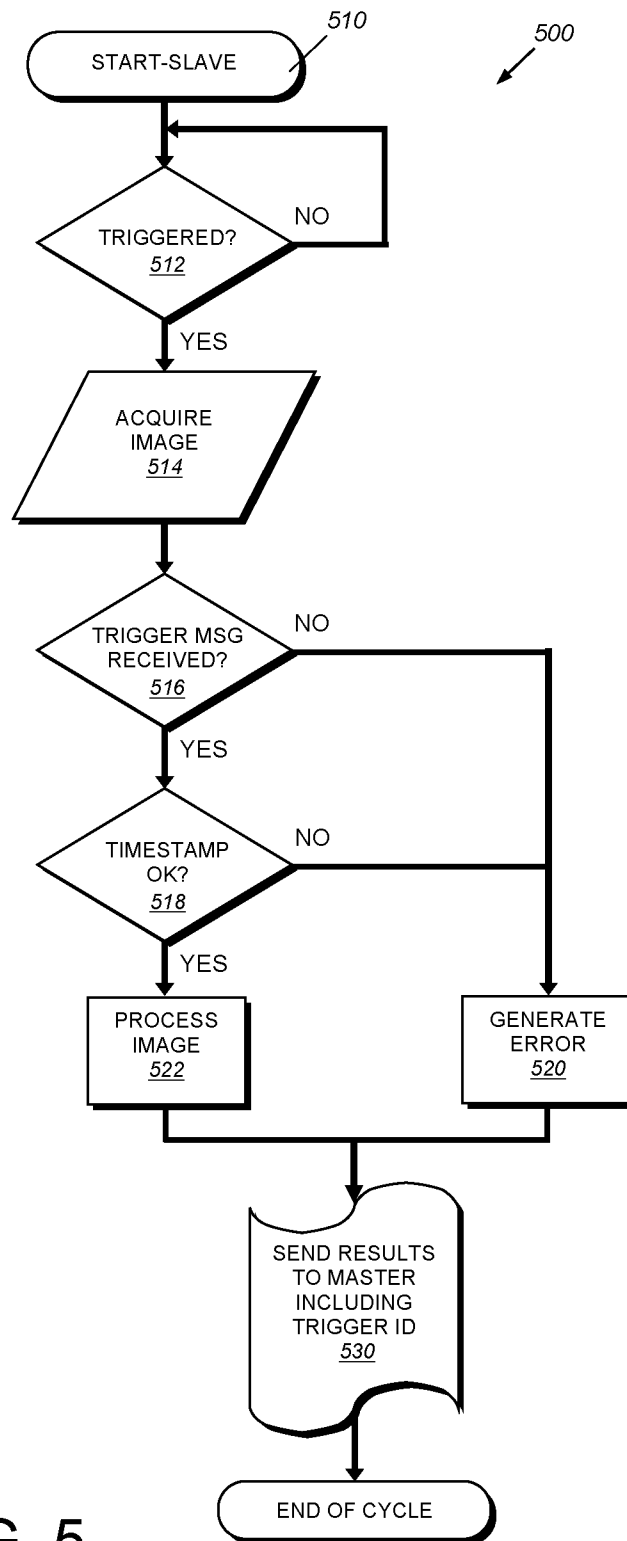 510
500
START-SLAVE
TRIGGERED?
512
NO
YES
ACQUIRE
IMAGE
514
TRIGGER MSG
RECEIVED?
516
NO
YES
TIMESTAMP
OK?
518
NO
YES
PROCESS
IMAGE
522
GENERATE
ERROR
520
SEND RESULTS
TO MASTER
INCLUDING
TRIGGER ID
530
END OF CYCLE
G. 5